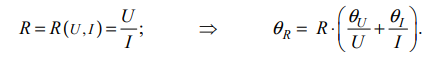 R = R(U,I) = U/I; ⇒ θ_R = R·(θ_U/U + θ_I/I).